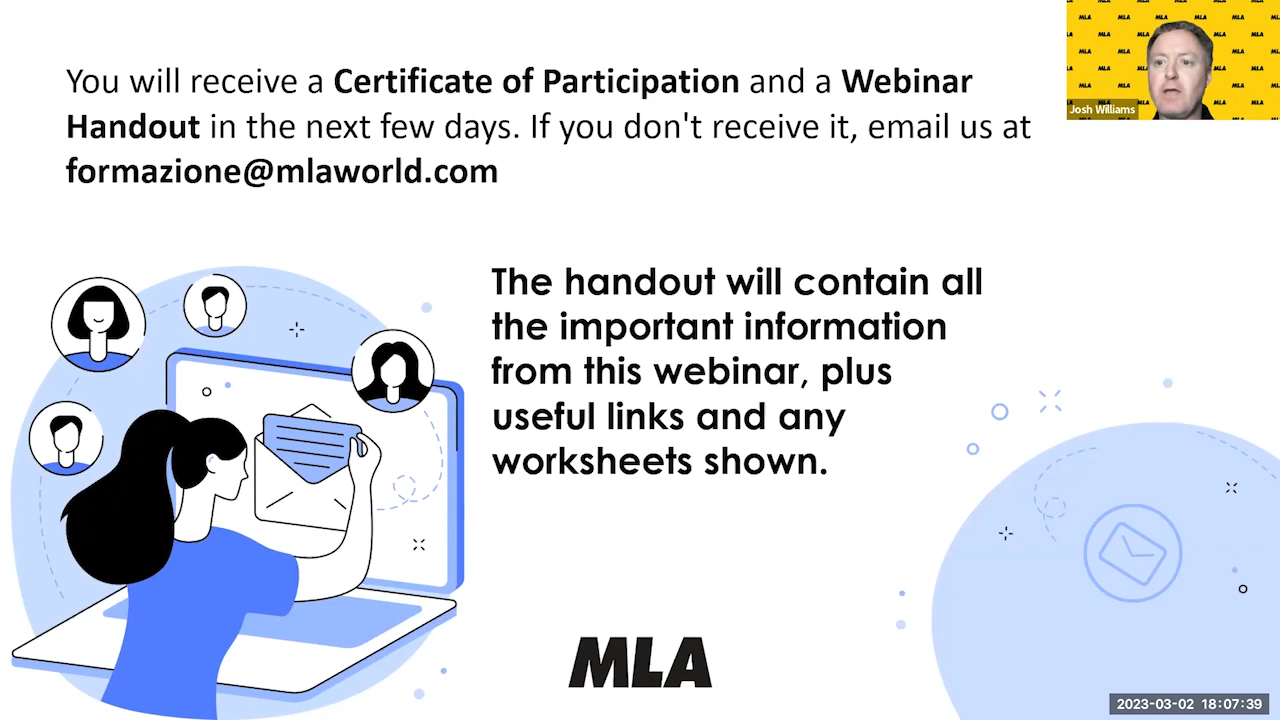 You will receive a Certificate of Participation and a Webinar
Handout in the next few days. If you don't receive it, email us at
formazione@mlaworld.com
Josh Williams
The handout will contain all
the important information
from this webinar, plus
useful links and any
worksheets shown.
MLA
2023-03-02 18:07:39